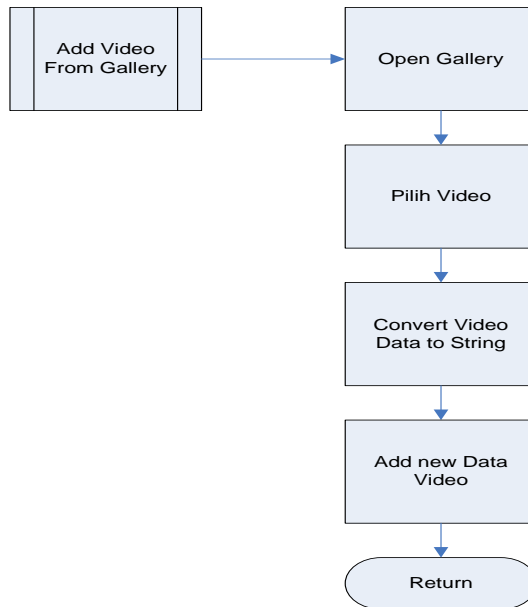 Add Video
From Gallery
Open Gallery
Pilih Video
Convert Video
Data to String
Add new Data
Video
Return